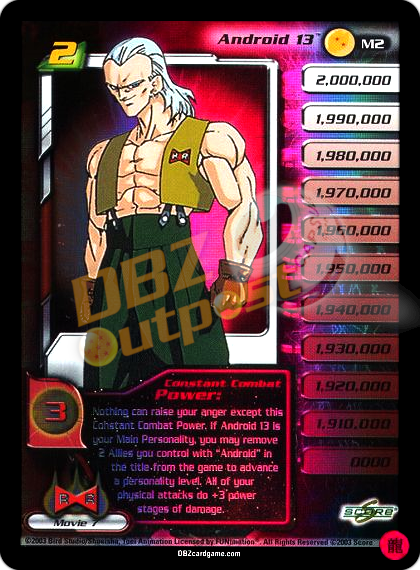 2
Android 13™
M2
2,000,000
1,990,000
1,980,000
1,970,000
1,960,000
1,950,000
1,940,000
1,930,000
1,920,000
1,910,000
0000
DBZ
Outpost
3
Constant Combat
Power:
Nothing can raise your anger except this
Constant Combat Power. If Android 13 is
your Main Personality, you may remove
2 Allies you control with "Android" in
the title from the game to advance
a personality level. All of your
physical attacks do +3 power
stages of damage.
Movie 7
SCORE
龍
©2003 Bird Studio/Shueisha, Toei Animation Licensed by FUNimation®. All Rights Reserved ©2003 Score
DBZcardgame.com